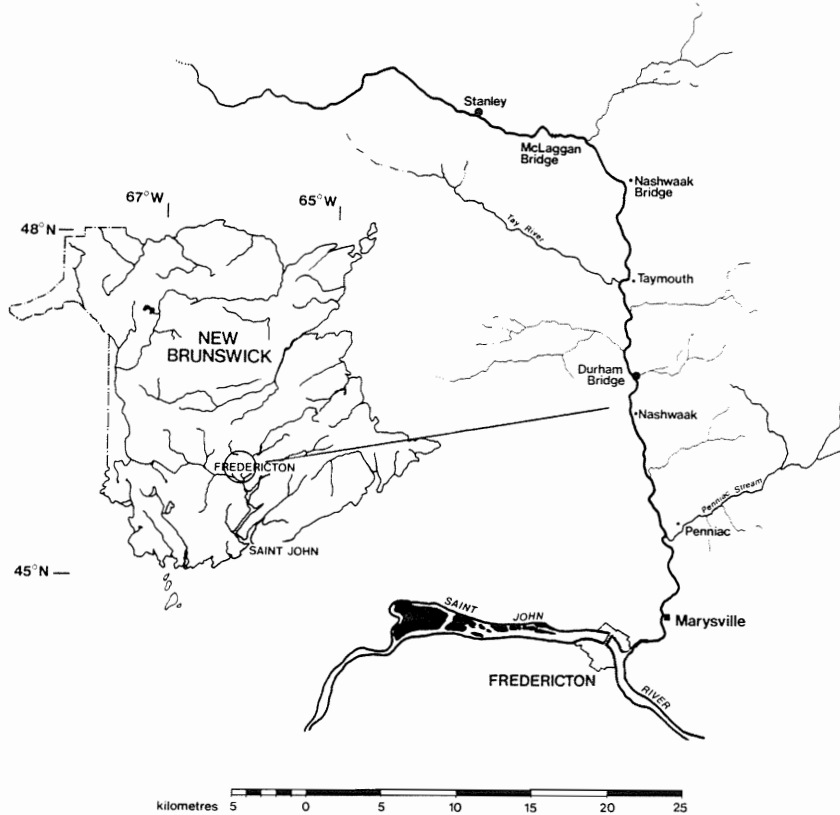 Stanley
McLaggan
Bridge
Nashwaak
Bridge
67°W
65°W
48°N
Tay River
Taymouth
NEW
BRUNSWICK
Durham
Bridge
Nashwaak
FREDERICTON
Penniac Stream
Penniac
SAINT JOHN
45°N
SAINT JOHN
Marysville
FREDERICTON
RIVER
kilometres 5 0 5 10 15 20 25